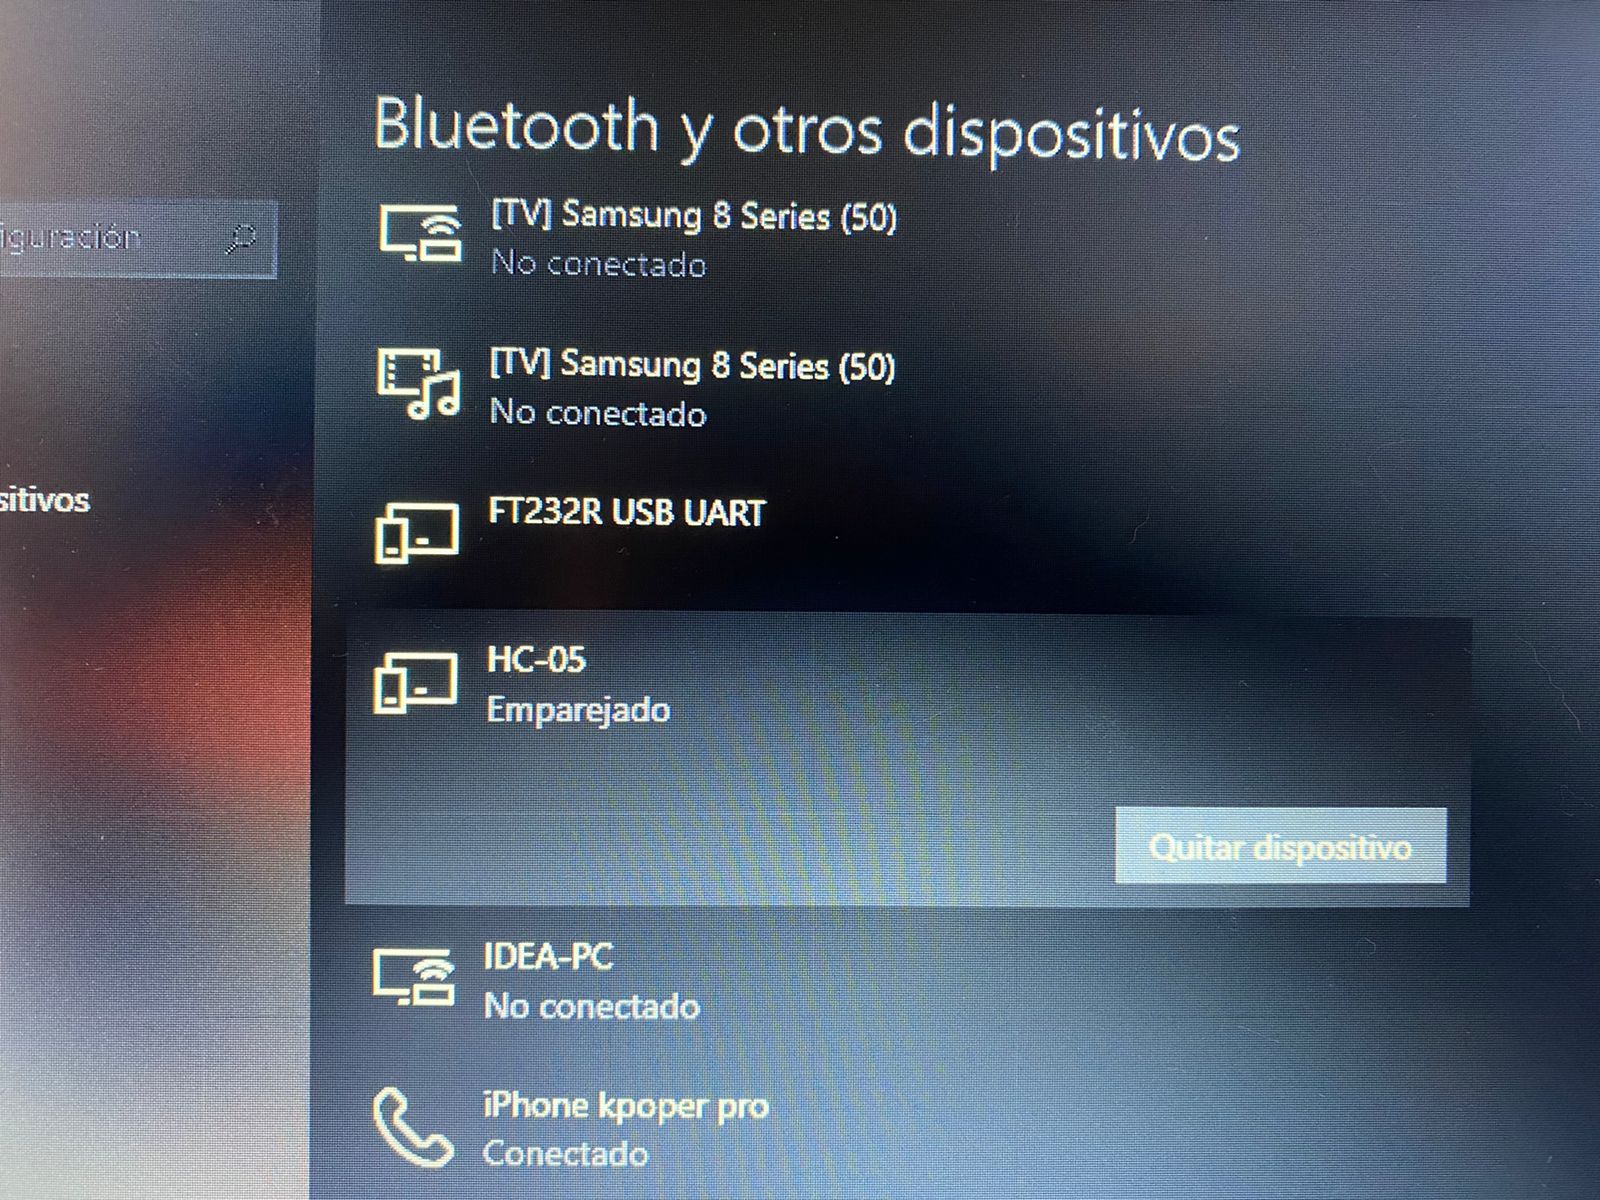 Bluetooth y otros dispositivos
[TV] Samsung 8 Series (50)
No conectado
[TV] Samsung 8 Series (50)
No conectado
FT232R USB UART
HC-05
Emparejado
Quitar dispositivo
IDEA-PC
No conectado
iPhone kpoper pro
Conectado
iguración
sitivos